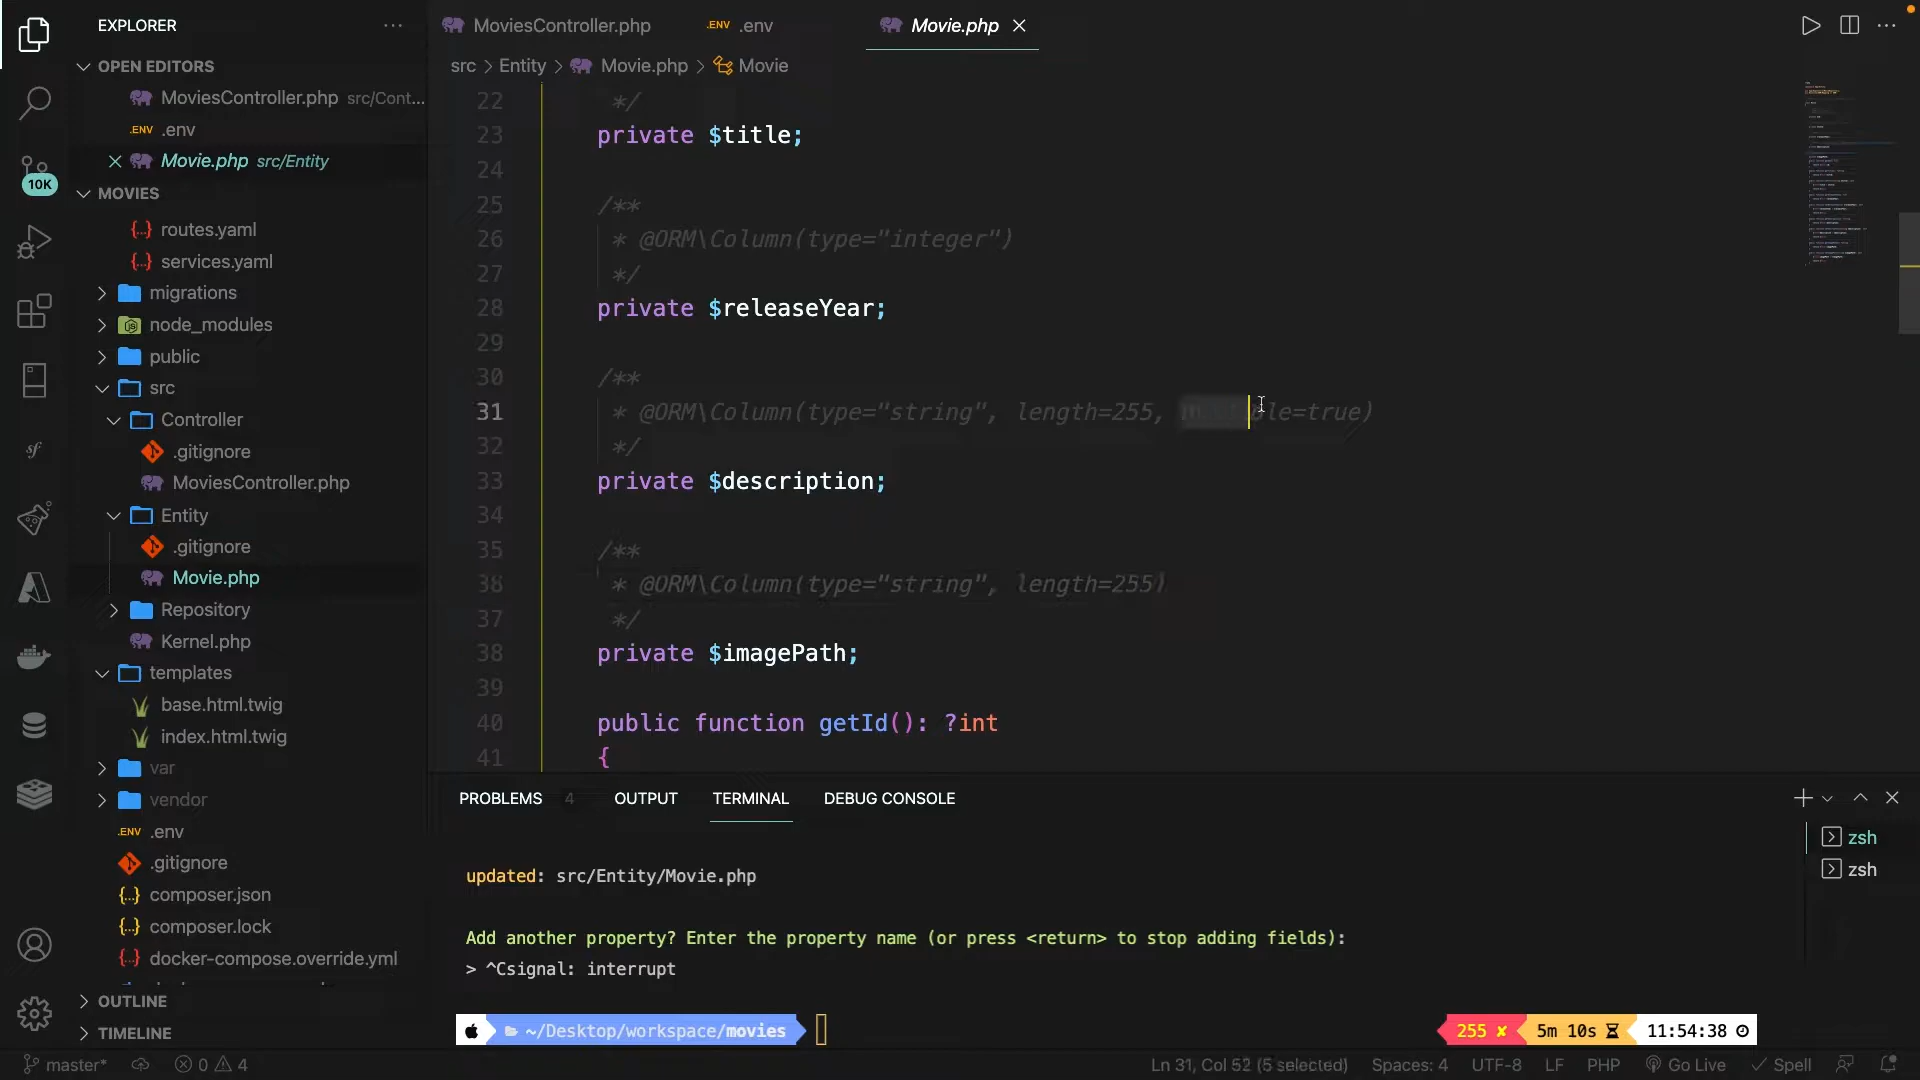 EXPLORER
OPEN EDITORS
MoviesController.php src/Cont...
.ENV .env
Movie.php src/Entity
10K
MOVIES
routes.yaml
services.yaml
migrations
node_modules
public
src
Controller
.gitignore
MoviesController.php
Entity
.gitignore
Movie.php
Repository
Kernel.php
templates
base.html.twig
index.html.twig
var
vendor
.ENV .env
.gitignore
composer.json
composer.lock
docker-compose.override.yml
OUTLINE
TIMELINE
MoviesController.php .ENV .env Movie.php
src > Entity > Movie.php > Movie
22 */
23 private $title;
24
25 /**
26 * @ORM\Column(type="integer")
27 */
28 private $releaseYear;
29
30 /**
31 * @ORM\Column(type="string", length=255, =true)
32 */
33 private $description;
34
35 /**
* @ORM\Column(type="string", length=255)
37 */
38 private $imagePath;
39
40 public function getId(): ?int
41 {
PROBLEMS 4 OUTPUT TERMINAL DEBUG CONSOLE
zsh
zsh
updated: src/Entity/Movie.php
Add another property? Enter the property name (or press <return> to stop adding fields):
> ^Csignal: interrupt
~/Desktop/workspace/movies 255 ✘ 5m 10s 11:54:38
master* 0 4 Ln 31, Col 52 (5 selected) Spaces: 4 UTF-8 LF PHP Go Live Spell